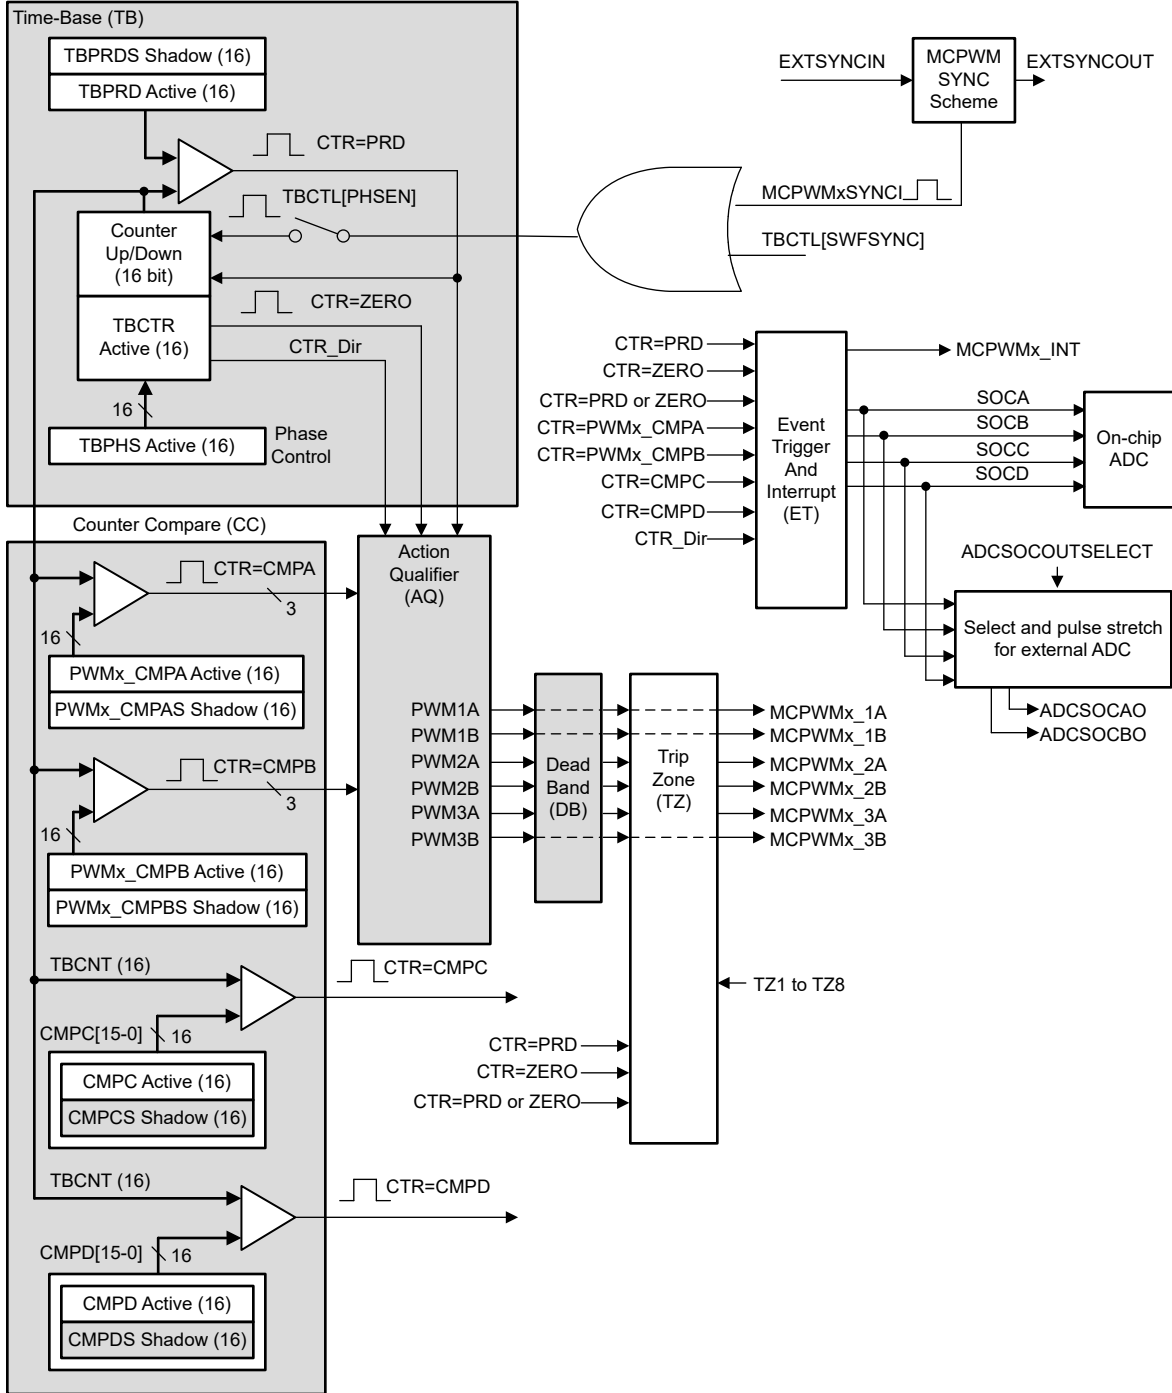 Time-Base (TB)
TBPRDS Shadow (16)
TBPRD Active (16)
CTR=PRD
TBCTL[PHSEN]
Counter
Up/Down
(16 bit)
CTR=ZERO
TBCTR
Active (16)
CTR_Dir
16
TBPHS Active (16)
Phase
Control
EXTSYNCIN
MCPWM
SYNC
Scheme
EXTSYNCOUT
MCPWMxSYNCI
TBCTL[SWFSYNC]
CTR=PRD
CTR=ZERO
CTR=PRD or ZERO
CTR=PWMx_CMPA
CTR=PWMx_CMPB
CTR=CMPC
CTR=CMPD
CTR_Dir
Event
Trigger
And
Interrupt
(ET)
MCPWMx_INT
SOCA
SOCB
SOCC
SOCD
On-chip
ADC
ADCSOCOUTSELECT
Select and pulse stretch
for external ADC
ADCSOCAO
ADCSOCBO
Counter Compare (CC)
CTR=CMPA
3
16
PWMx_CMPA Active (16)
PWMx_CMPAS Shadow (16)
CTR=CMPB
3
16
PWMx_CMPB Active (16)
PWMx_CMPBS Shadow (16)
Action
Qualifier
(AQ)
PWM1A
PWM1B
PWM2A
PWM2B
PWM3A
PWM3B
Dead
Band
(DB)
Trip
Zone
(TZ)
MCPWMx_1A
MCPWMx_1B
MCPWMx_2A
MCPWMx_2B
MCPWMx_3A
MCPWMx_3B
TZ1 to TZ8
CTR=PRD
CTR=ZERO
CTR=PRD or ZERO
TBCNT (16)
CTR=CMPC
CMPC[15-0]
16
CMPC Active (16)
CMPCS Shadow (16)
TBCNT (16)
CTR=CMPD
CMPD[15-0]
16
CMPD Active (16)
CMPDS Shadow (16)